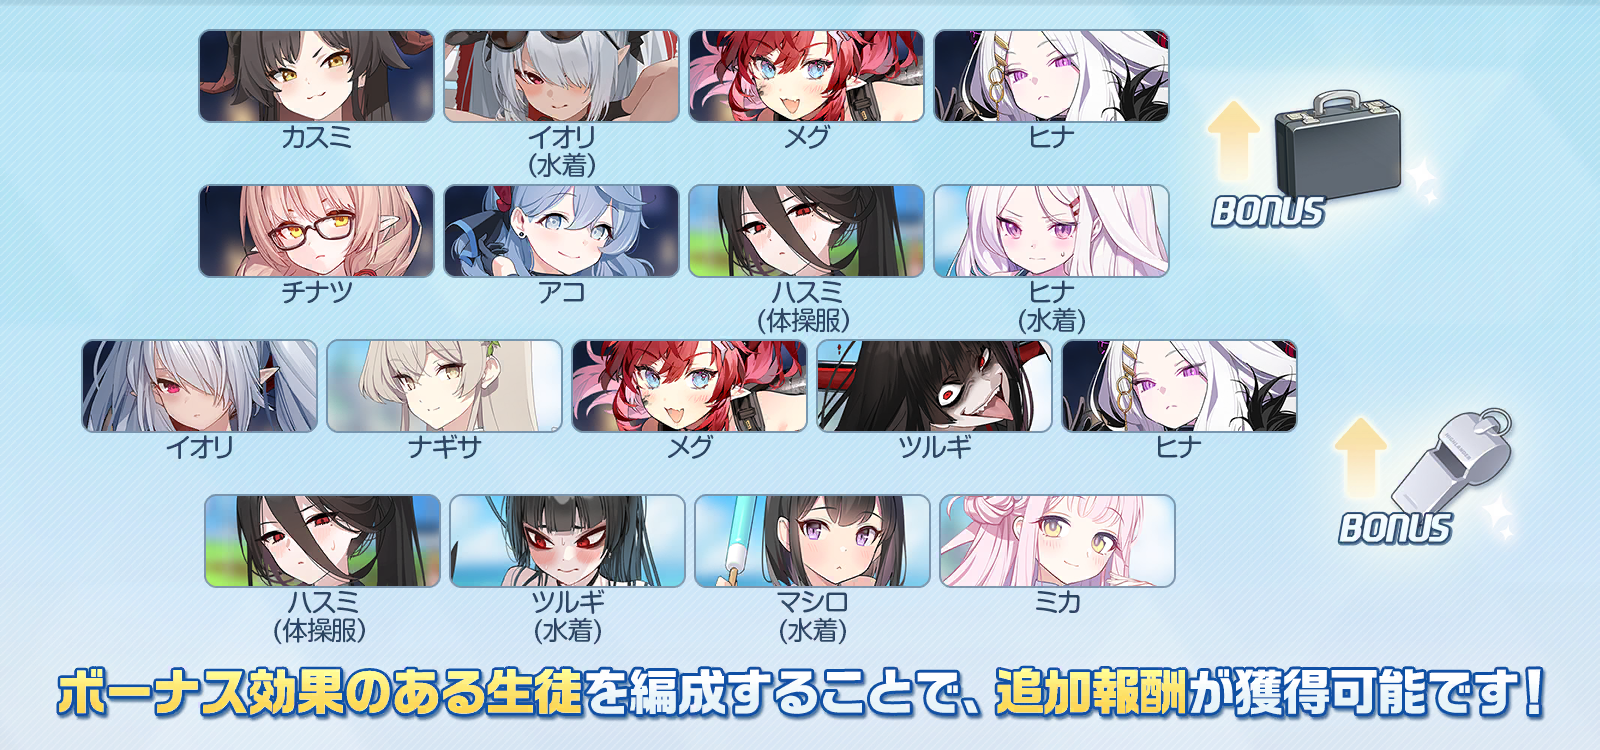 カスミ
イオリ
(水着)
メグ
ヒナ
BONUS
チナツ
アコ
ハスミ
(体操服)
ヒナ
(水着)
イオリ
ナギサ
メグ
ツルギ
ヒナ
BONUS
ハスミ
(体操服)
ツルギ
(水着)
マシロ
(水着)
ミカ
ボーナス効果のある生徒を編成することで、追加報酬が獲得可能です!